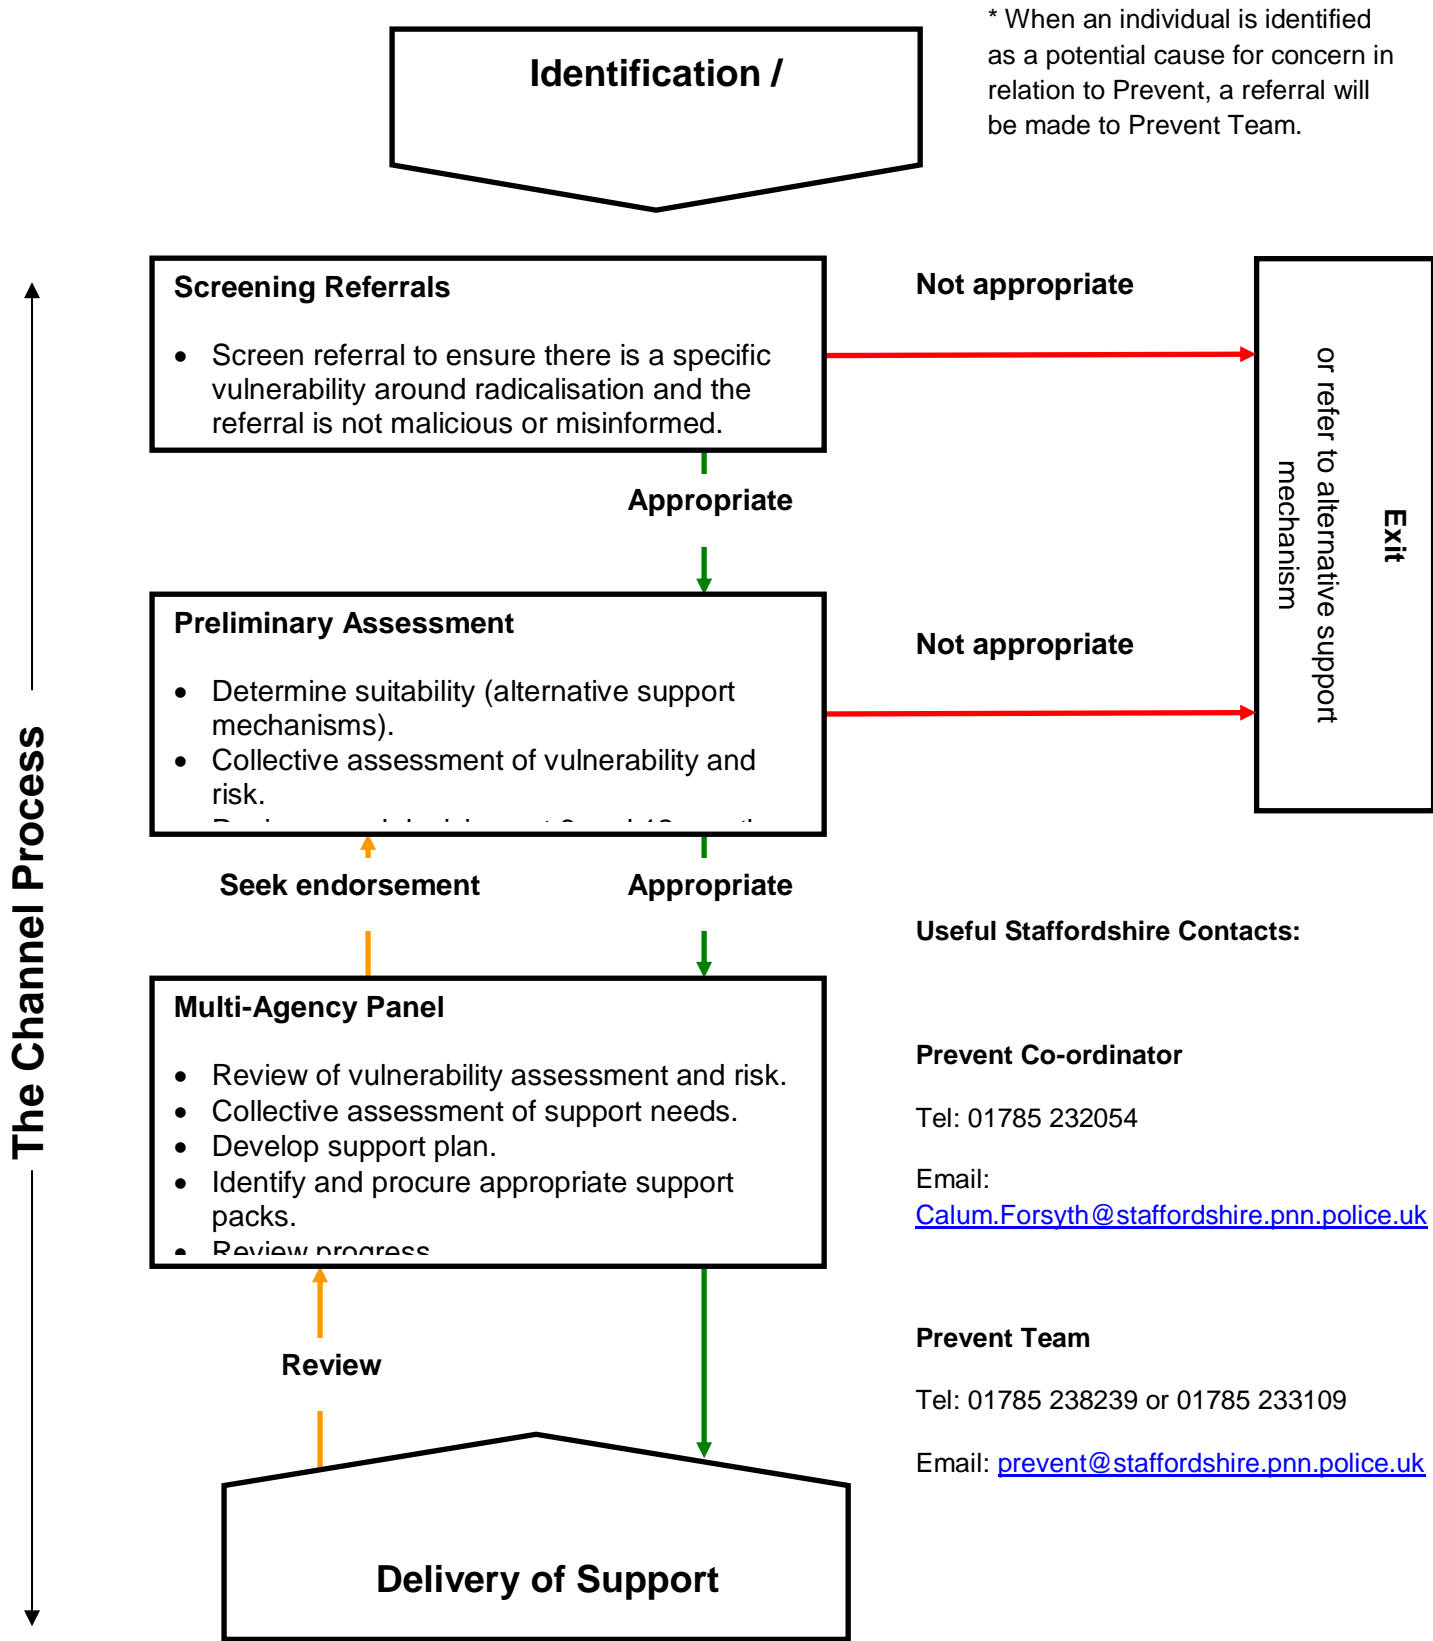 * When an individual is identified
as a potential cause for concern in
relation to Prevent, a referral will
be made to Prevent Team.
Identification /
The Channel Process
Screening Referrals
• Screen referral to ensure there is a specific
vulnerability around radicalisation and the
referral is not malicious or misinformed.
Not appropriate
Exit
or refer to alternative support
mechanism
Appropriate
Preliminary Assessment
• Determine suitability (alternative support
mechanisms).
• Collective assessment of vulnerability and
risk.
Not appropriate
Seek endorsement
Appropriate
Multi-Agency Panel
• Review of vulnerability assessment and risk.
• Collective assessment of support needs.
• Develop support plan.
• Identify and procure appropriate support
packs.
• Review progress
Review
Delivery of Support
Useful Staffordshire Contacts:
Prevent Co-ordinator
Tel: 01785 232054
Email:
Calum.Forsyth@staffordshire.pnn.police.uk
Prevent Team
Tel: 01785 238239 or 01785 233109
Email: prevent@staffordshire.pnn.police.uk